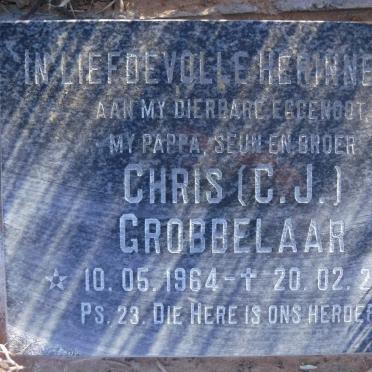 IN LIEFDEVOLLE HERINNE
AAN MY DIERBARE EGGENOOT,
MY PAPPA, SEUN EN BROER
CHRIS (C.J.)
GROBBELAAR
☆ 10.05.1964 - ✝ 20.02.2
PS. 23. DIE HERE IS ONS HERDER